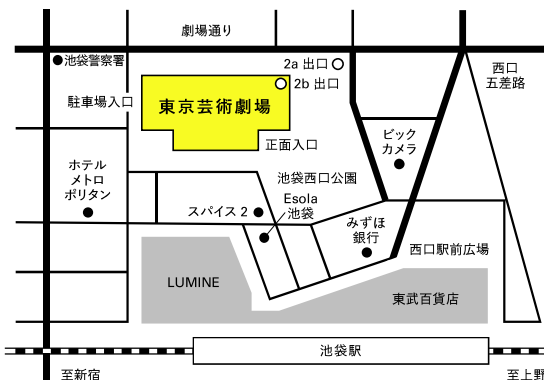 劇場通り
池袋警察署
2a 出口
2b 出口
西口
五差路
駐車場入口
東京芸術劇場
正面入口
ビック
カメラ
ホテル
メトロ
ポリタン
池袋西口公園
Esola
池袋
スパイス 2
みずほ
銀行
西口駅前広場
LUMINE
東武百貨店
池袋駅
至新宿
至上野